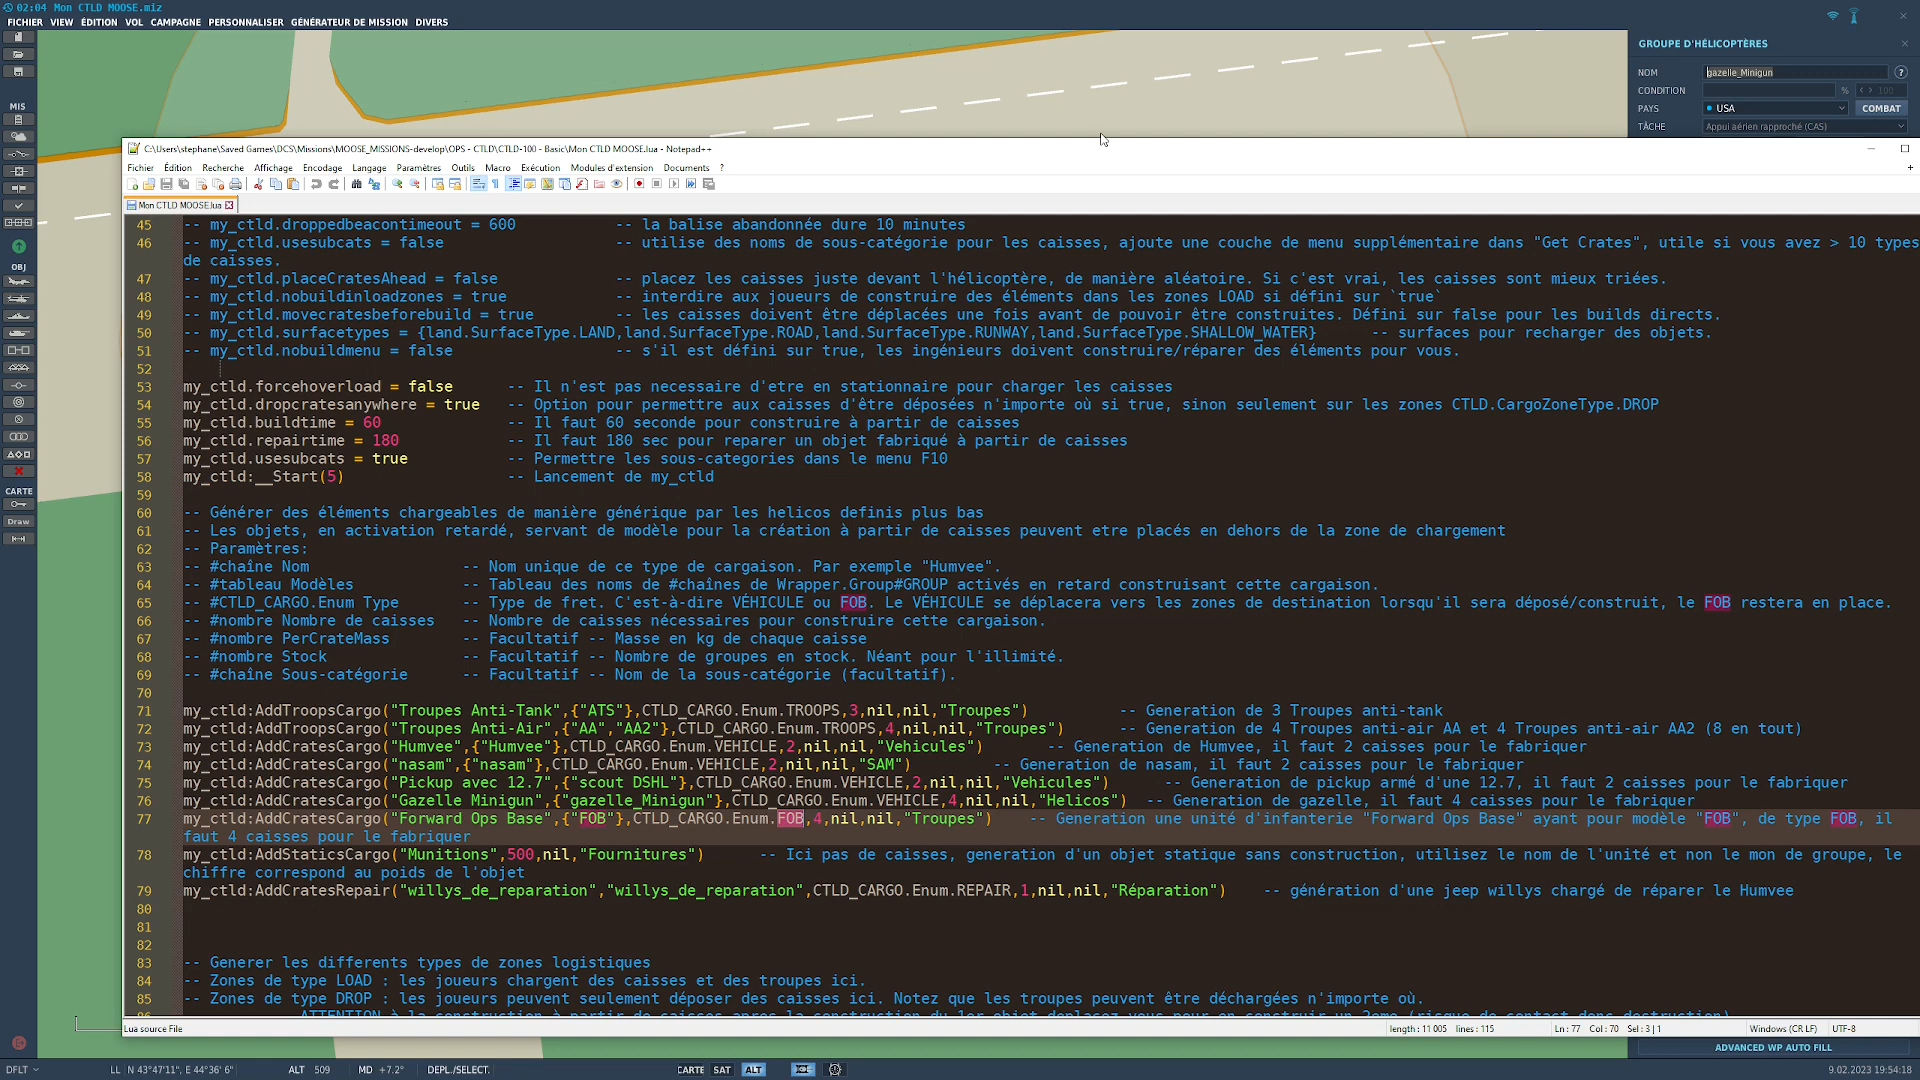 02:04 Mon CTLD MOOSE.miz
FICHIER VIEW ÉDITION VOL CAMPAGNE PERSONNALISER GÉNÉRATEUR DE MISSION DIVERS
GROUPE D'HÉLICOPTÈRES
NOM gazelle_Minigun ?
CONDITION % < > 100
PAYS USA COMBAT
TÂCHE Appui aérien rapproché (CAS)
MIS
OBJ
CARTE
Draw
C:\Users\stephane\Saved Games\DCS\Missions\MOOSE_MISSIONS-develop\OPS - CTLD\CTLD-100 - Basic\Mon CTLD MOOSE.lua - Notepad++
Fichier Édition Recherche Affichage Encodage Langage Paramètres Outils Macro Exécution Modules d'extension Documents ?
Mon CTLD MOOSE.lua
45 -- my_ctld.droppedbeacontimeout = 600 -- la balise abandonnée dure 10 minutes
46 -- my_ctld.usesubcats = false -- utilise des noms de sous-catégorie pour les caisses, ajoute une couche de menu supplémentaire dans "Get Crates", utile si vous avez > 10 types
de caisses.
47 -- my_ctld.placeCratesAhead = false -- placez les caisses juste devant l'hélicoptère, de manière aléatoire. Si c'est vrai, les caisses sont mieux triées.
48 -- my_ctld.nobuildinloadzones = true -- interdire aux joueurs de construire des éléments dans les zones LOAD si défini sur `true`
49 -- my_ctld.movecratesbeforebuild = true -- les caisses doivent être déplacées une fois avant de pouvoir être construites. Défini sur false pour les builds directs.
50 -- my_ctld.surfacetypes = {land.SurfaceType.LAND,land.SurfaceType.ROAD,land.SurfaceType.RUNWAY,land.SurfaceType.SHALLOW_WATER} -- surfaces pour recharger des objets.
51 -- my_ctld.nobuildmenu = false -- s'il est défini sur true, les ingénieurs doivent construire/réparer des éléments pour vous.
52
53 my_ctld.forcehoverload = false -- Il n'est pas necessaire d'etre en stationnaire pour charger les caisses
54 my_ctld.dropcratesanywhere = true -- Option pour permettre aux caisses d'être déposées n'importe où si true, sinon seulement sur les zones CTLD.CargoZoneType.DROP
55 my_ctld.buildtime = 60 -- Il faut 60 seconde pour construire à partir de caisses
56 my_ctld.repairtime = 180 -- Il faut 180 sec pour reparer un objet fabriqué à partir de caisses
57 my_ctld.usesubcats = true -- Permettre les sous-categories dans le menu F10
58 my_ctld:__Start(5) -- Lancement de my_ctld
59
60 -- Générer des éléments chargeables de manière générique par les helicos definis plus bas
61 -- Les objets, en activation retardé, servant de modèle pour la création à partir de caisses peuvent etre placés en dehors de la zone de chargement
62 -- Paramètres:
63 -- #chaîne Nom -- Nom unique de ce type de cargaison. Par exemple "Humvee".
64 -- #tableau Modèles -- Tableau des noms de #chaînes de Wrapper.Group#GROUP activés en retard construisant cette cargaison.
65 -- #CTLD_CARGO.Enum Type -- Type de fret. C'est-à-dire VÉHICULE ou FOB. Le VÉHICULE se déplacera vers les zones de destination lorsqu'il sera déposé/construit, le FOB restera en place.
66 -- #nombre Nombre de caisses -- Nombre de caisses nécessaires pour construire cette cargaison.
67 -- #nombre PerCrateMass -- Facultatif -- Masse en kg de chaque caisse
68 -- #nombre Stock -- Facultatif -- Nombre de groupes en stock. Néant pour l'illimité.
69 -- #chaîne Sous-catégorie -- Facultatif -- Nom de la sous-catégorie (facultatif).
70
71 my_ctld:AddTroopsCargo("Troupes Anti-Tank",{"ATS"},CTLD_CARGO.Enum.TROOPS,3,nil,nil,"Troupes") -- Generation de 3 Troupes anti-tank
72 my_ctld:AddTroopsCargo("Troupes Anti-Air",{"AA","AA2"},CTLD_CARGO.Enum.TROOPS,4,nil,nil,"Troupes") -- Generation de 4 Troupes anti-air AA et 4 Troupes anti-air AA2 (8 en tout)
73 my_ctld:AddCratesCargo("Humvee",{"Humvee"},CTLD_CARGO.Enum.VEHICLE,2,nil,nil,"Vehicules") -- Generation de Humvee, il faut 2 caisses pour le fabriquer
74 my_ctld:AddCratesCargo("nasam",{"nasam"},CTLD_CARGO.Enum.VEHICLE,2,nil,nil,"SAM") -- Generation de nasam, il faut 2 caisses pour le fabriquer
75 my_ctld:AddCratesCargo("Pickup avec 12.7",{"scout DSHL"},CTLD_CARGO.Enum.VEHICLE,2,nil,nil,"Vehicules") -- Generation de pickup armé d'une 12.7, il faut 2 caisses pour le fabriquer
76 my_ctld:AddCratesCargo("Gazelle Minigun",{"gazelle_Minigun"},CTLD_CARGO.Enum.VEHICLE,4,nil,nil,"Helicos") -- Generation de gazelle, il faut 4 caisses pour le fabriquer
77 my_ctld:AddCratesCargo("Forward Ops Base",{"FOB"},CTLD_CARGO.Enum.FOB,4,nil,nil,"Troupes") -- Generation une unité d'infanterie "Forward Ops Base" ayant pour modèle "FOB", de type FOB, il
faut 4 caisses pour le fabriquer
78 my_ctld:AddStaticsCargo("Munitions",500,nil,"Fournitures") -- Ici pas de caisses, generation d'un objet statique sans construction, utilisez le nom de l'unité et non le mon de groupe, le
chiffre correspond au poids de l'objet
79 my_ctld:AddCratesRepair("willys_de_reparation","willys_de_reparation",CTLD_CARGO.Enum.REPAIR,1,nil,nil,"Réparation") -- génération d'une jeep willys chargé de réparer le Humvee
80
81
82
83 -- Generer les differents types de zones logistiques
84 -- Zones de type LOAD : les joueurs chargent des caisses et des troupes ici.
85 -- Zones de type DROP : les joueurs peuvent seulement déposer des caisses ici. Notez que les troupes peuvent être déchargées n'importe où.
Lua source File length : 11 005 lines : 115 Ln : 77 Col : 70 Sel : 3 | 1 Windows (CR LF) UTF-8
ADVANCED WP AUTO FILL
DFLT LL N 43°47'11", E 44°36' 6" ALT 509 MD +7.2° DEPL./SELECT. CARTE SAT ALT 9.02.2023 19:54:18